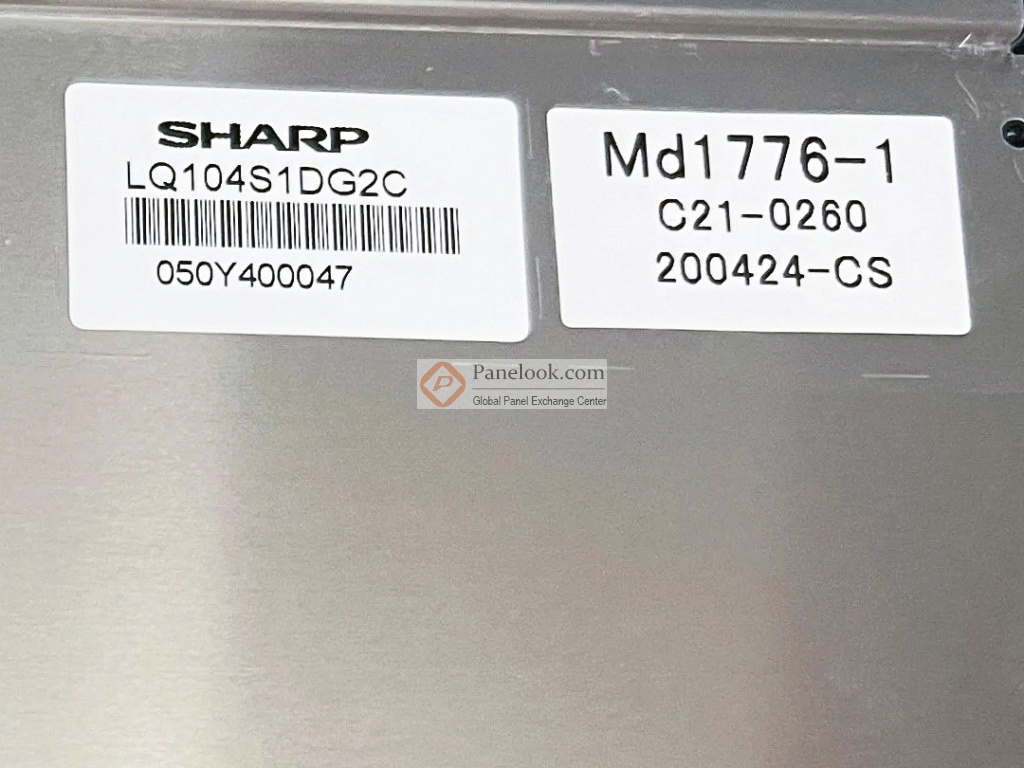 SHARP
LQ104S1DG2C
050Y400047
Md1776-1
C21-0260
200424-CS
Panelook.com
Global Panel Exchange Center